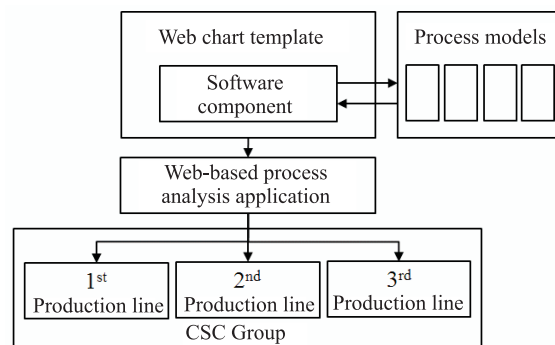 Web chart template
Process models
Software
component
Web-based process
analysis application
1st
Production line
2nd
Production line
3rd
Production line
CSC Group